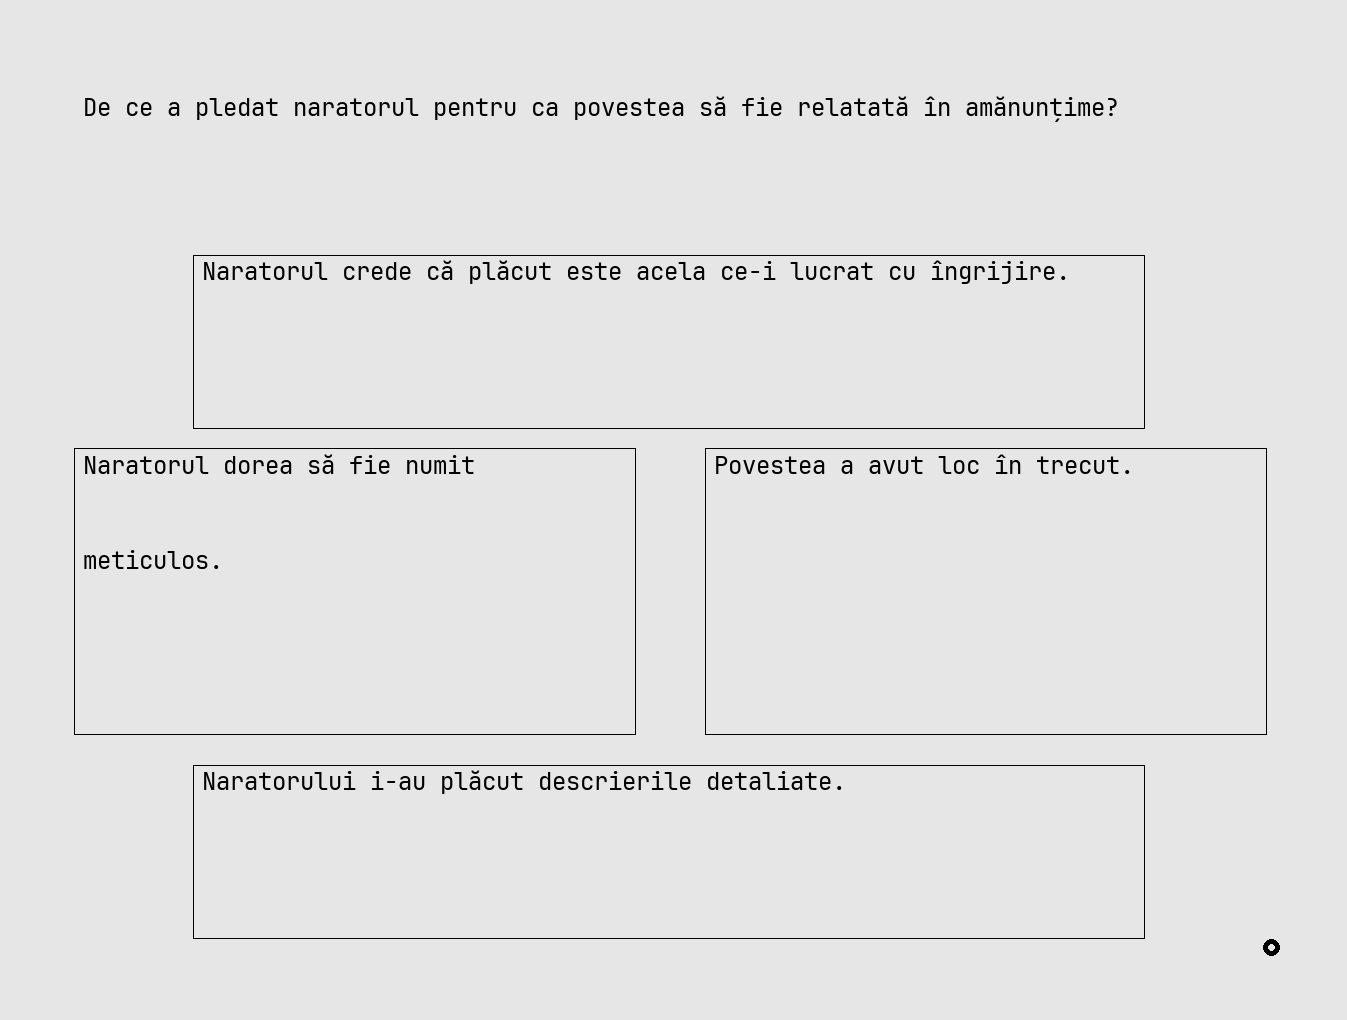 De ce a pledat naratorul pentru ca povestea să fie relatată în amănunțime?
Naratorul crede că plăcut este acela ce-i lucrat cu îngrijire.
Naratorul dorea să fie numit
meticulos.
Povestea a avut loc în trecut.
Naratorului i-au plăcut descrierile detaliate.